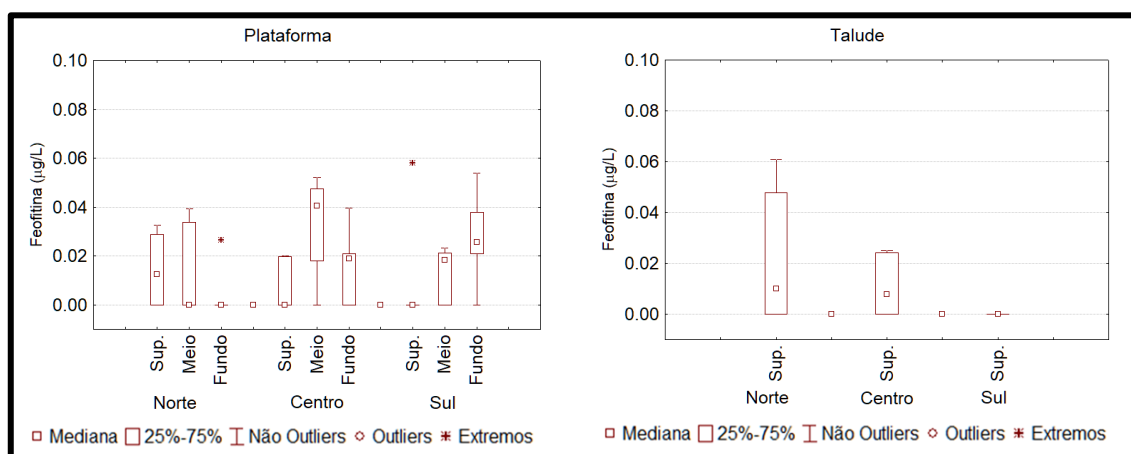 Plataforma
Feofitina (µg/L)
0.10
0.08
0.06
0.04
0.02
0.00
Sup. Meio Fundo Sup. Meio Fundo Sup. Meio Fundo
Norte Centro Sul
Mediana 25%-75% Não Outliers Outliers Extremos
Talude
Feofitina (µg/L)
0.10
0.08
0.06
0.04
0.02
0.00
Sup. Sup. Sup.
Norte Centro Sul
Mediana 25%-75% Não Outliers Outliers Extremos